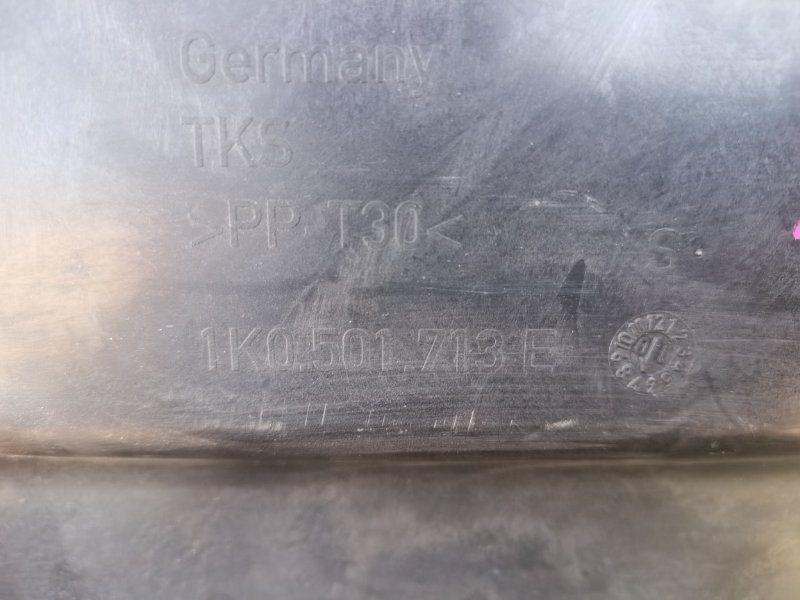 Germany
TKS
>PP-T30<
S
1K0.501.713 E